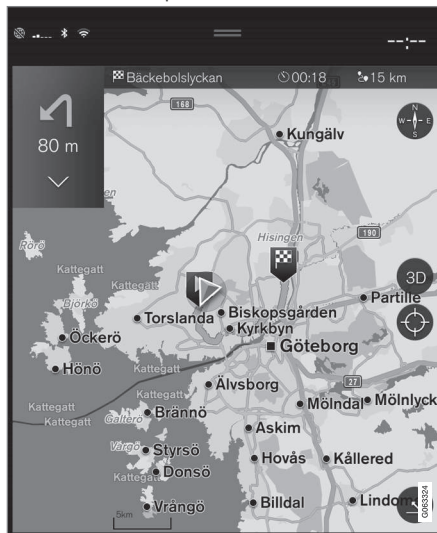 --:--
80 m
Bäckebolslyckan 00:18 15 km
168
Kungälv
W N E
S
Hisingen
190
Rörö
Kattegatt
Kattegatt
Björkö
3D
Partille
Torslanda
Biskopsgården
Kyrkbyn
Öckerö
Göteborg
Hönö
Kattegatt
27
Älvsborg
Mölndal
Mölnlyck
Kattegatt
Kattegatt
Galterö
Brännö
Askim
Vargö
Styrsö
Hovås
Kållered
Kattegatt
Donsö
Vrångö
Billdal
Lindom
5km
G063324